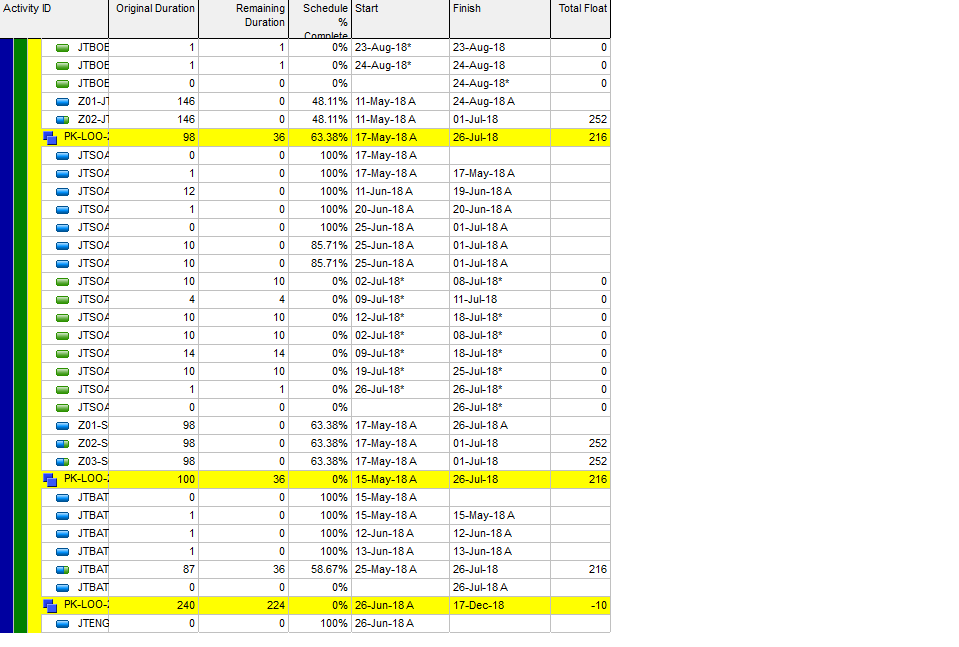 Activity ID Original Duration Remaining Duration Schedule % Complete Start Finish Total Float
JTBOE 1 1 0% 23-Aug-18* 23-Aug-18 0
JTBOE 1 1 0% 24-Aug-18* 24-Aug-18 0
JTBOE 0 0 0% 24-Aug-18* 0
Z01-JT 146 0 48.11% 11-May-18 A 24-Aug-18 A
Z02-JT 146 0 48.11% 11-May-18 A 01-Jul-18 252
PK-LOO-2 98 36 63.38% 17-May-18 A 26-Jul-18 216
JTSOA 0 0 100% 17-May-18 A
JTSOA 1 0 100% 17-May-18 A 17-May-18 A
JTSOA 12 0 100% 11-Jun-18 A 19-Jun-18 A
JTSOA 1 0 100% 20-Jun-18 A 20-Jun-18 A
JTSOA 0 0 100% 25-Jun-18 A 01-Jul-18 A
JTSOA 10 0 85.71% 25-Jun-18 A 01-Jul-18 A
JTSOA 10 0 85.71% 25-Jun-18 A 01-Jul-18 A
JTSOA 10 10 0% 02-Jul-18* 08-Jul-18* 0
JTSOA 4 4 0% 09-Jul-18* 11-Jul-18 0
JTSOA 10 10 0% 12-Jul-18* 18-Jul-18* 0
JTSOA 10 10 0% 02-Jul-18* 08-Jul-18* 0
JTSOA 14 14 0% 09-Jul-18* 18-Jul-18* 0
JTSOA 10 10 0% 19-Jul-18* 25-Jul-18* 0
JTSOA 1 1 0% 26-Jul-18* 26-Jul-18* 0
JTSOA 0 0 0% 26-Jul-18* 0
Z01-S 98 0 63.38% 17-May-18 A 26-Jul-18 A
Z02-S 98 0 63.38% 17-May-18 A 01-Jul-18 252
Z03-S 98 0 63.38% 17-May-18 A 01-Jul-18 252
PK-LOO-2 100 36 0% 15-May-18 A 26-Jul-18 216
JTBAT 0 0 100% 15-May-18 A
JTBAT 1 0 100% 15-May-18 A 15-May-18 A
JTBAT 1 0 100% 12-Jun-18 A 12-Jun-18 A
JTBAT 1 0 100% 13-Jun-18 A 13-Jun-18 A
JTBAT 87 36 58.67% 25-May-18 A 26-Jul-18 216
JTBAT 0 0 0% 26-Jul-18 A
PK-LOO-2 240 224 0% 26-Jun-18 A 17-Dec-18 -10
JTENG 0 0 100% 26-Jun-18 A